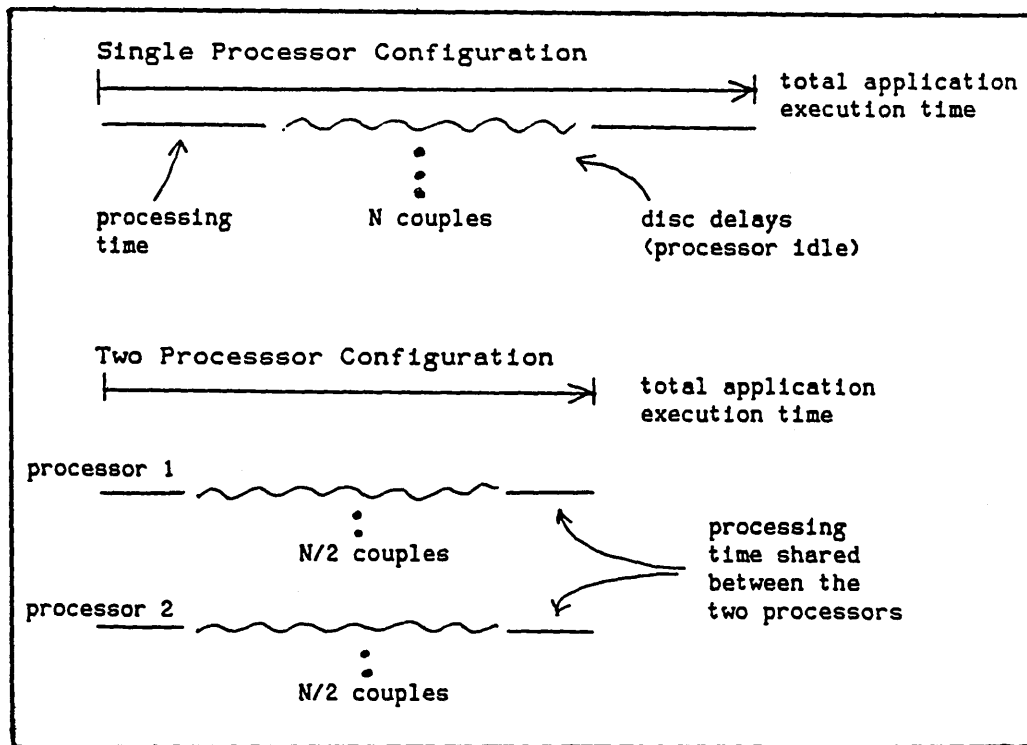 Single Processor Configuration
total application
execution time
processing
time
N couples
disc delays
(processor idle)
Two Processsor Configuration
total application
execution time
processor 1
N/2 couples
processing
time shared
between the
two processors
processor 2
N/2 couples